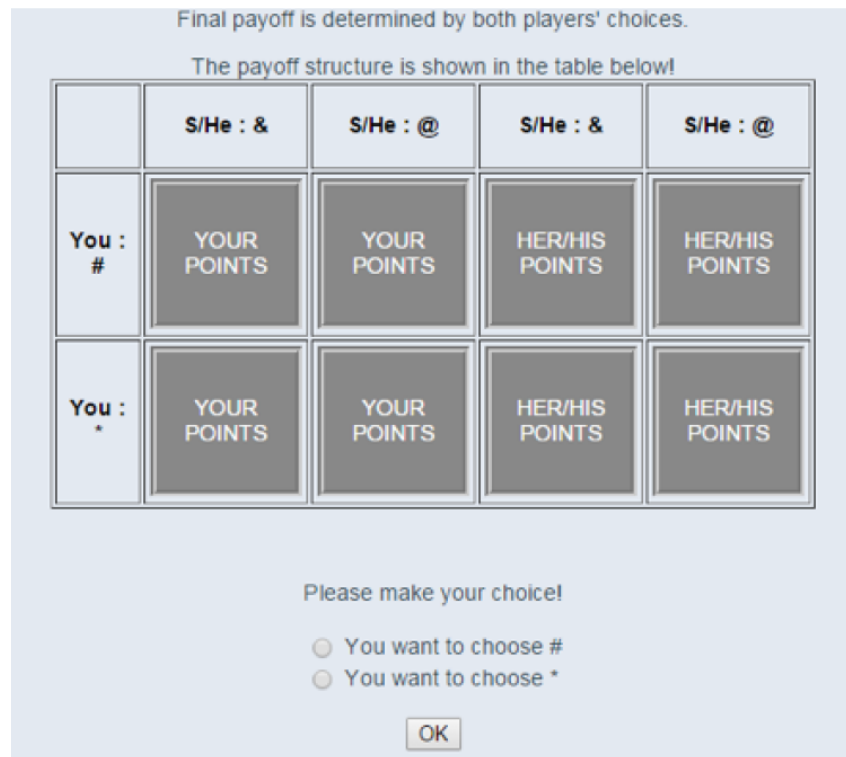 Final payoff is determined by both players' choices.
The payoff structure is shown in the table below!
S/He : & S/He : @ S/He : & S/He : @
You : # YOUR POINTS YOUR POINTS HER/HIS POINTS HER/HIS POINTS
You : * YOUR POINTS YOUR POINTS HER/HIS POINTS HER/HIS POINTS
Please make your choice!
You want to choose #
You want to choose *
OK